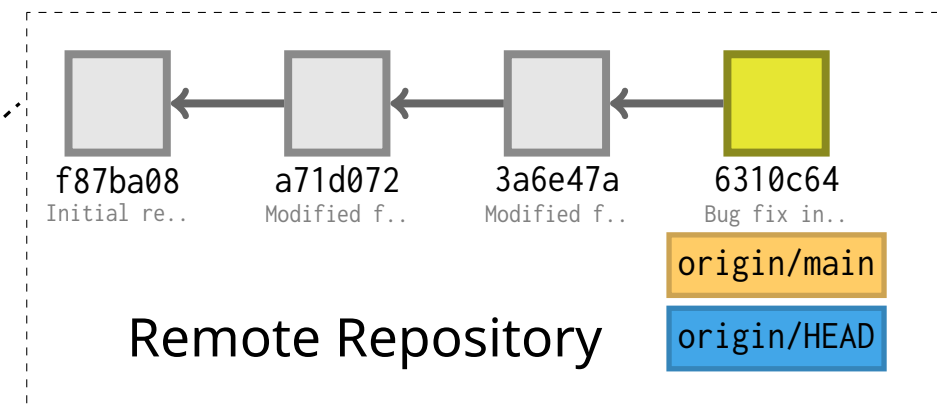 f87ba08 a71d072 3a6e47a 6310c64
Initial re.. Modified f.. Modified f.. Bug fix in..
origin/main
origin/HEAD
Remote Repository